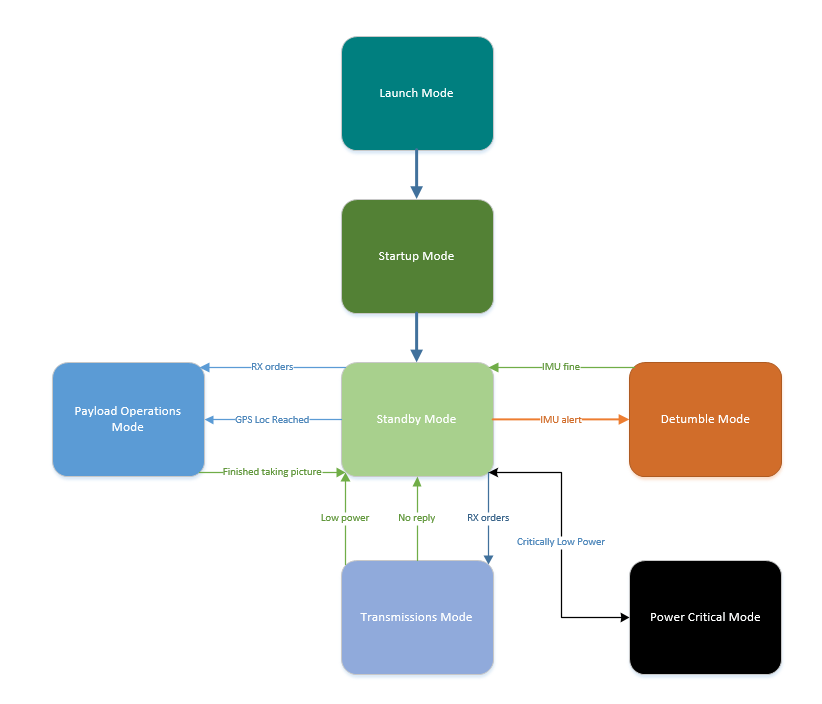 Launch Mode
Startup Mode
RX orders
IMU fine
Payload Operations
Mode
GPS Loc Reached
Standby Mode
IMU alert
Detumble Mode
Finished taking picture
Low power
No reply
RX orders
Critically Low Power
Transmissions Mode
Power Critical Mode